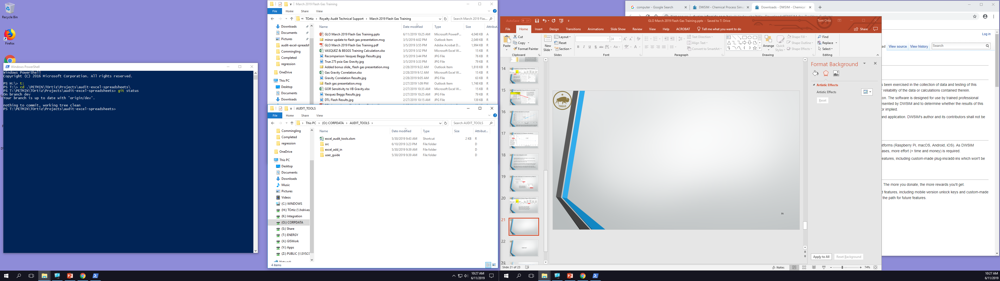 Recycle Bin
Firefox
Windows PowerShell
Windows PowerShell
Copyright (C) 2016 Microsoft Corporation. All rights reserved.
PS H:\> t:
PS T:\> cd .\PETMIN\TOrtiz\Projects\audit-excel-spreadsheets\
PS T:\PETMIN\TOrtiz\Projects\audit-excel-spreadsheets> git status
On branch dev
Your branch is up to date with 'origin/dev'.
nothing to commit, working tree clean
PS T:\PETMIN\TOrtiz\Projects\audit-excel-spreadsheets>
March 2019 Flash Gas Training
File Home Share View
TOrtiz Royalty Audit Technical Support March 2019 Flash Gas Training Search March 2019 Flas...
Downloads
Documents
Pictures
audit-excel-spreadsh
Commingling
Completed
regression
OneDrive
This PC
Desktop
Documents
Downloads
Name Date modified Type Size Attribut...
GLO March 2019 Flash Gas Training.pptx 6/11/2019 10:25 AM Microsoft PowerP... 4,048 KB A
minor update to flash gas presentation.msg 3/5/2019 4:02 PM Outlook Item 2,049 KB R
GLO March 2019 Flash Gas Training.pdf 3/5/2019 3:55 PM Adobe Acrobat D... 1,994 KB R
VASQUEZ & BEGGS Training Calculation.xlsx 3/5/2019 3:52 PM Microsoft Excel W... 15 KB R
Recomparison Vasquez Beggs Results.jpg 3/5/2019 3:44 PM JPG File 76 KB R
True 275 psia Gas Gravity.jpg 3/5/2019 3:33 PM JPG File 79 KB R
Added bonus slide_ flash gas presentation.msg 2/28/2019 9:22 AM Outlook Item 1,818 KB R
Gas Gravity Correlation.xlsx 2/28/2019 9:12 AM Microsoft Excel W... 15 KB R
Gravity Correlation Results.jpg 2/28/2019 9:05 AM JPG File 63 KB R
flash gas presentation.msg 2/27/2019 1:09 PM Outlook Item 1,748 KB R
GOR Sensitivity to VB Gravity.xlsx 2/27/2019 10:35 AM Microsoft Excel W... 15 KB R
Vasquez Beggs Results.jpg 2/27/2019 10:25 AM JPG File 79 KB R
DTL Flash Results.jpg 2/27/2019 10:15 AM JPG File 139 KB R
AUDIT_TOOLS
File Home Share View
This PC (O:) CORPDATA AUDIT_TOOLS Search AUDIT_TOOLS
Commingling
Completed
regression
OneDrive
This PC
Desktop
Documents
Downloads
Music
Pictures
Videos
(C:) WINDOWS
(H:) TOrtiz (\\hdrives
(K:) Integration
(O:) CORPDATA
(S:) Share
(T:) ENERGY
(X:) GISWork
(Y:) Apps
(Z:) PUBLIC (\\SYSCO
Network
Name Date modified Type Size Attribut...
excel_audit_tools.xlsm 5/30/2019 9:43 AM Shortcut 2 KB R
src 6/10/2019 3:23 PM File folder D
excel_add_in 5/30/2019 9:39 AM File folder D
user_guide 5/30/2019 9:39 AM File folder D
4 items
computer - Google Search
DWSIM - Chemical Process Simu
Downloads - DWSIM - Chemical
AutoSave Off
GLO March 2019 Flash Gas Training.pptx - Saved to T: Drive
Tom Ortiz
File Home Insert Design Transitions Animations Slide Show Review View Help ACROBAT Tell me what you want to do Share
Paste Cut Copy Format Painter
Clipboard
New Slide Layout Reset Section
Slides
24
B I U S abc AV Aa A
Font
Text Direction
Align Text
Convert to SmartArt
Paragraph
Arrange Quick Styles Shape Fill Shape Outline Shape Effects
Drawing
Find
Replace
Select
Editing
14
15
16
17
18
19
20
21
22
23
TXGLO
21
Format Background
Artistic Effects
Artistic Effects
Reset
Apply to All Reset Background
Slide 21 of 23
Notes
74%
Log in
ad View source View history Search
s been exercised in the collection of data and testing of this
r reliability of the data or calculations contained therein.
on. The software is designed for use by trained professional
esented by DWSIM and to determine whether the results of this
or implied.
and application. DWSIM's author and its contributors shall not be
atforms (Raspberry Pi, macOS, Android, iOS). As DWSIM
ases, more effort (= time and money) is required.
eatures, including custom-made plug-ins/add-ins which won't be
The more you donate, the more rewards you'll get.
d features, including mobile version unlock keys and custom-made
the path for future features.
10:27 AM
6/11/2019
10:27 AM
6/11/2019